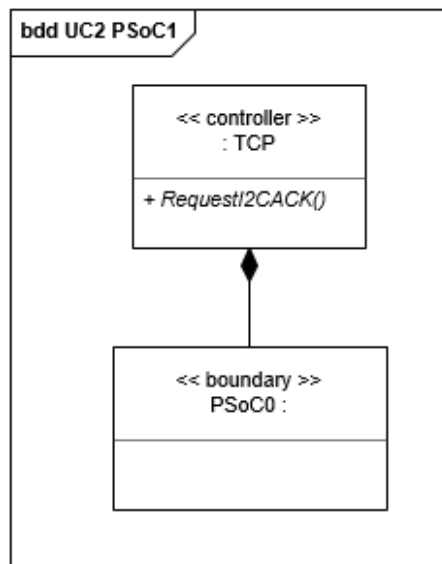 bdd UC2 PSoC1
<< controller >>
: TCP
+ RequestI2CACK()
<< boundary >>
PSoC0 :